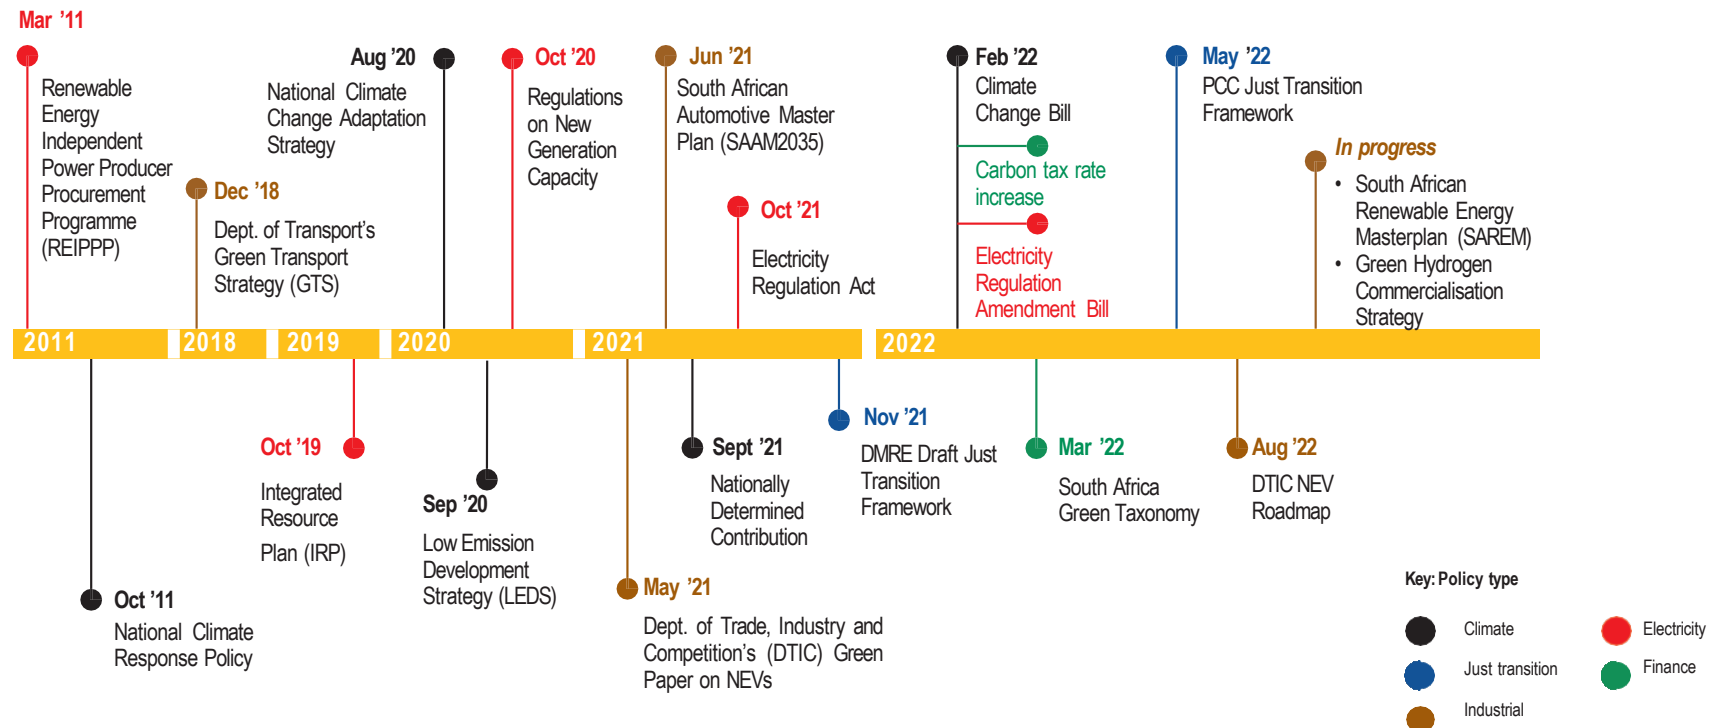 Mar ’11
Renewable
Energy
Independent
Power Producer
Procurement
Programme
(REIPPP)
Dec ’18
Dept. of Transport’s
Green Transport
Strategy (GTS)
Aug ’20
National Climate
Change Adaptation
Strategy
Oct ’20
Regulations
on New
Generation
Capacity
Jun ’21
South African
Automotive Master
Plan (SAAM2035)
Oct ’21
Electricity
Regulation Act
Feb ’22
Climate
Change Bill
Carbon tax rate
increase
Electricity
Regulation
Amendment Bill
May ’22
PCC Just Transition
Framework
In progress
• South African
Renewable Energy
Masterplan (SAREM)
• Green Hydrogen
Commercialisation
Strategy
2011 2018 2019 2020 2021 2022
Oct ’11
National Climate
Response Policy
Oct ’19
Integrated
Resource
Plan (IRP)
Sep ’20
Low Emission
Development
Strategy (LEDS)
May ’21
Dept. of Trade, Industry and
Competition’s (DTIC) Green
Paper on NEVs
Sept ’21
Nationally
Determined
Contribution
Nov ’21
DMRE Draft Just
Transition
Framework
Mar ’22
South Africa
Green Taxonomy
Aug ’22
DTIC NEV
Roadmap
Key: Policy type
Climate
Electricity
Just transition
Finance
Industrial